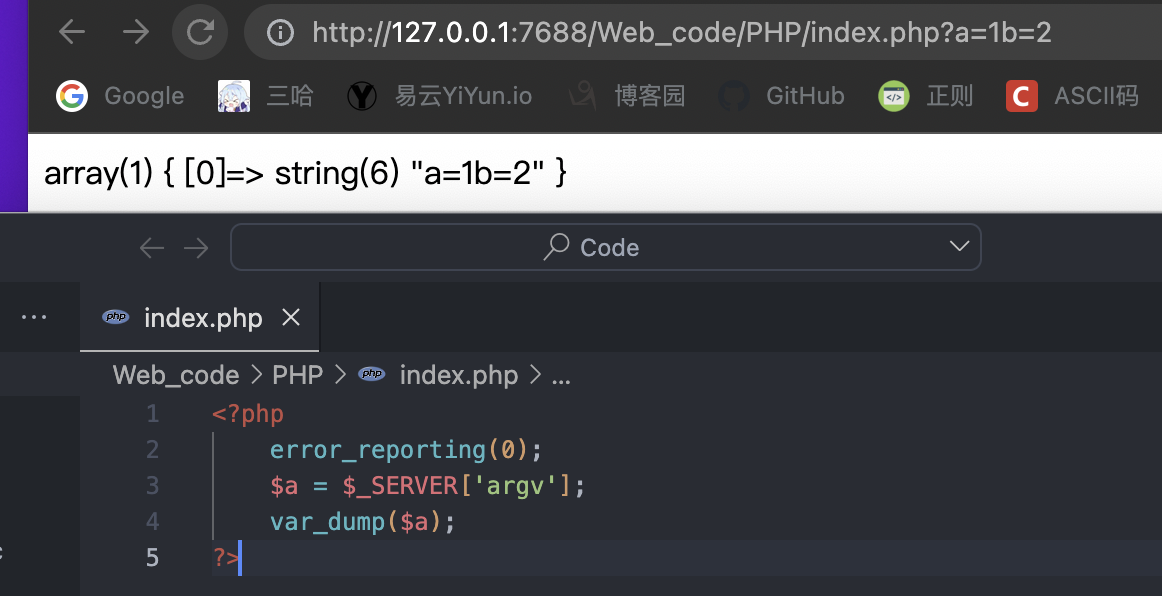 http://127.0.0.1:7688/Web_code/PHP/index.php?a=1b=2
Google 三哈 易云YiYun.io 博客园 GitHub 正则 C ASCII码
array(1) { [0]=> string(6) "a=1b=2" }
Code
... php index.php
Web_code > PHP > php index.php > ...
1 <?php
2 error_reporting(0);
3 $a = $_SERVER['argv'];
4 var_dump($a);
5 ?>